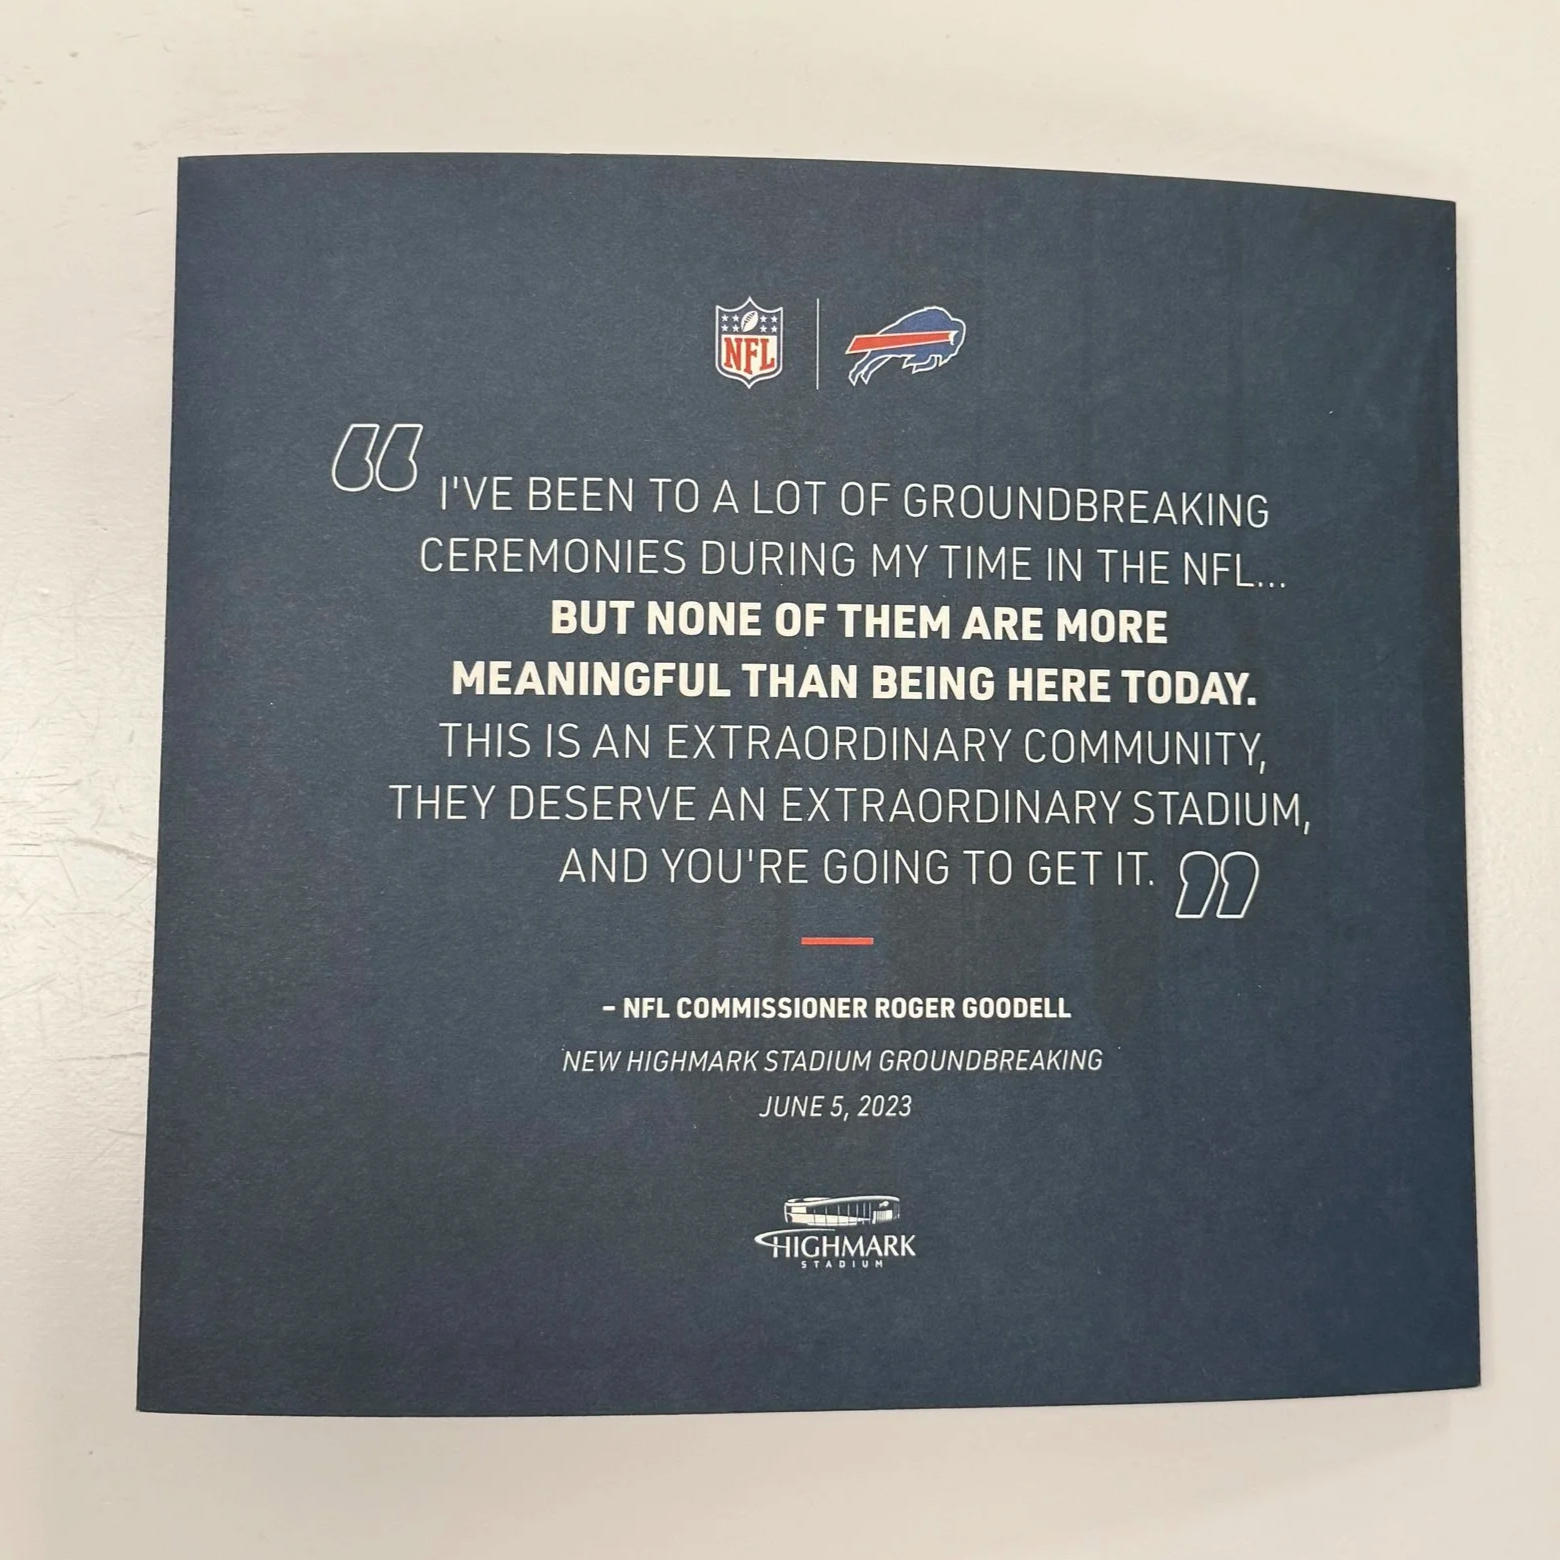 NFL
“ I'VE BEEN TO A LOT OF GROUNDBREAKING
CEREMONIES DURING MY TIME IN THE NFL...
BUT NONE OF THEM ARE MORE
MEANINGFUL THAN BEING HERE TODAY.
THIS IS AN EXTRAORDINARY COMMUNITY,
THEY DESERVE AN EXTRAORDINARY STADIUM,
AND YOU'RE GOING TO GET IT. ”
– NFL COMMISSIONER ROGER GOODELL
NEW HIGHMARK STADIUM GROUNDBREAKING
JUNE 5, 2023
HIGHMARK
STADIUM